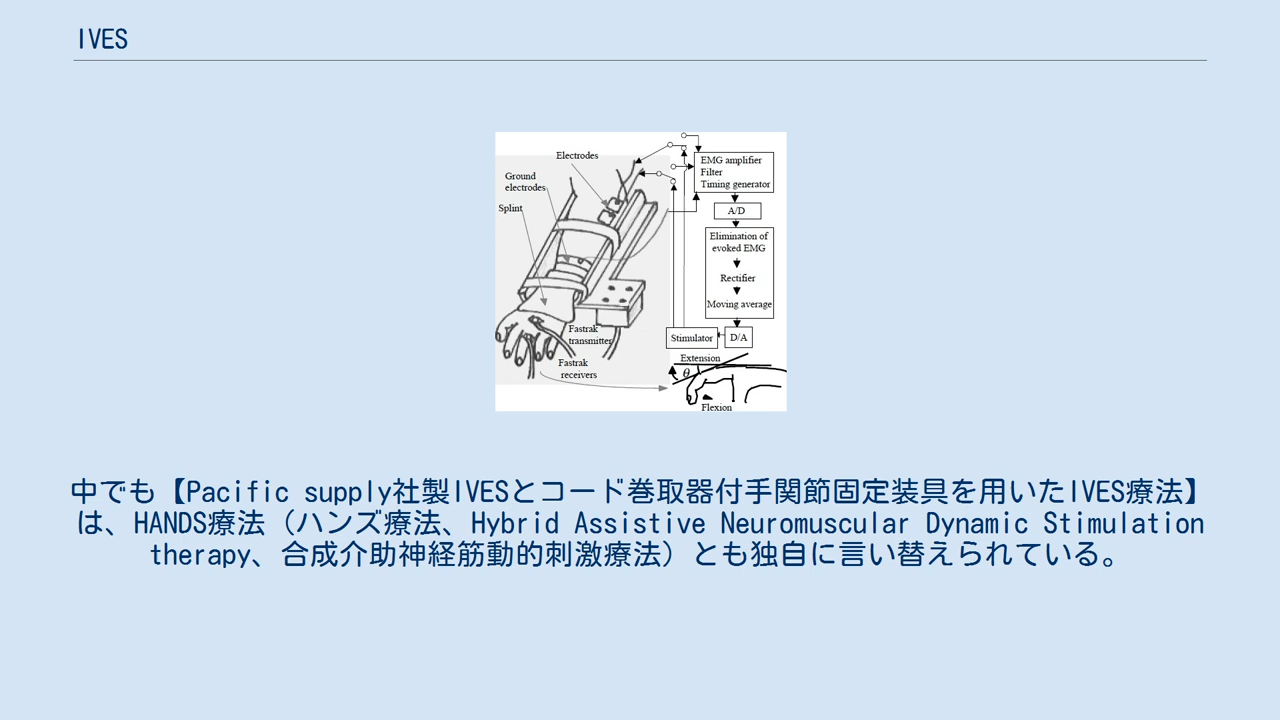 IVES
Electrodes
Ground
electrodes
Splint
Fastrak
transmitter
Fastrak
receivers
EMG amplifier
Filter
Timing generator
A/D
Elimination of
evoked EMG
Rectifier
Moving average
Stimulator
D/A
Extension
θ
Flexion
中でも【Pacific supply社製IVESとコード巻取器付手関節固定装具を用いたIVES療法】
は、HANDS療法（ハンズ療法、Hybrid Assistive Neuromuscular Dynamic Stimulation
therapy、合成介助神経筋動的刺激療法）とも独自に言い替えられている。